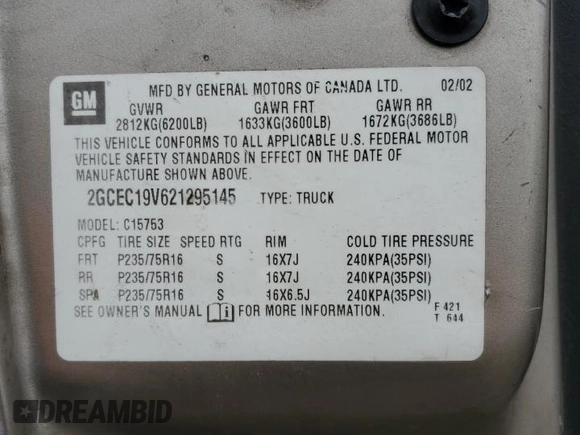 GM
MFD BY GENERAL MOTORS OF CANADA LTD. 02/02
GVWR GAWR FRT GAWR RR
2812KG(6200LB) 1633KG(3600LB) 1672KG(3686LB)
THIS VEHICLE CONFORMS TO ALL APPLICABLE U.S. FEDERAL MOTOR
VEHICLE SAFETY STANDARDS IN EFFECT ON THE DATE OF
MANUFACTURE SHOWN ABOVE.
2GCEC19V621295145 TYPE: TRUCK
MODEL: C15753
CPFG TIRE SIZE SPEED RTG RIM COLD TIRE PRESSURE
FRT P235/75R16 S 16X7J 240KPA(35PSI)
RR P235/75R16 S 16X7J 240KPA(35PSI)
SPA P235/75R16 S 16X6.5J 240KPA(35PSI)
SEE OWNER'S MANUAL FOR MORE INFORMATION.
F 421
T 644
DREAMBID